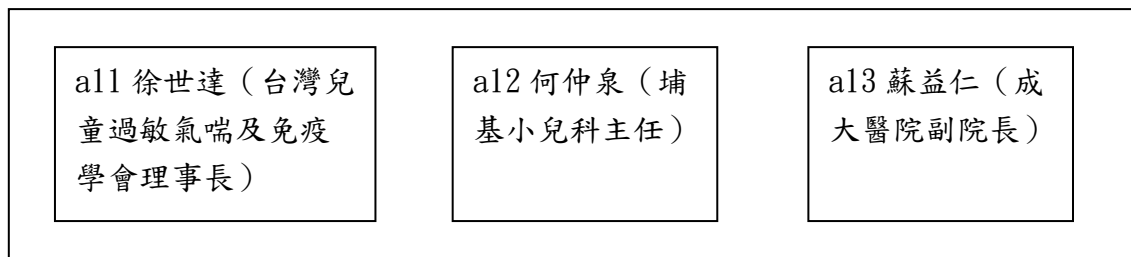 a11 徐世達（台灣兒
童過敏氣喘及免疫
學會理事長）
a12 何仲泉（埔
基小兒科主任）
a13 蘇益仁（成
大醫院副院長）